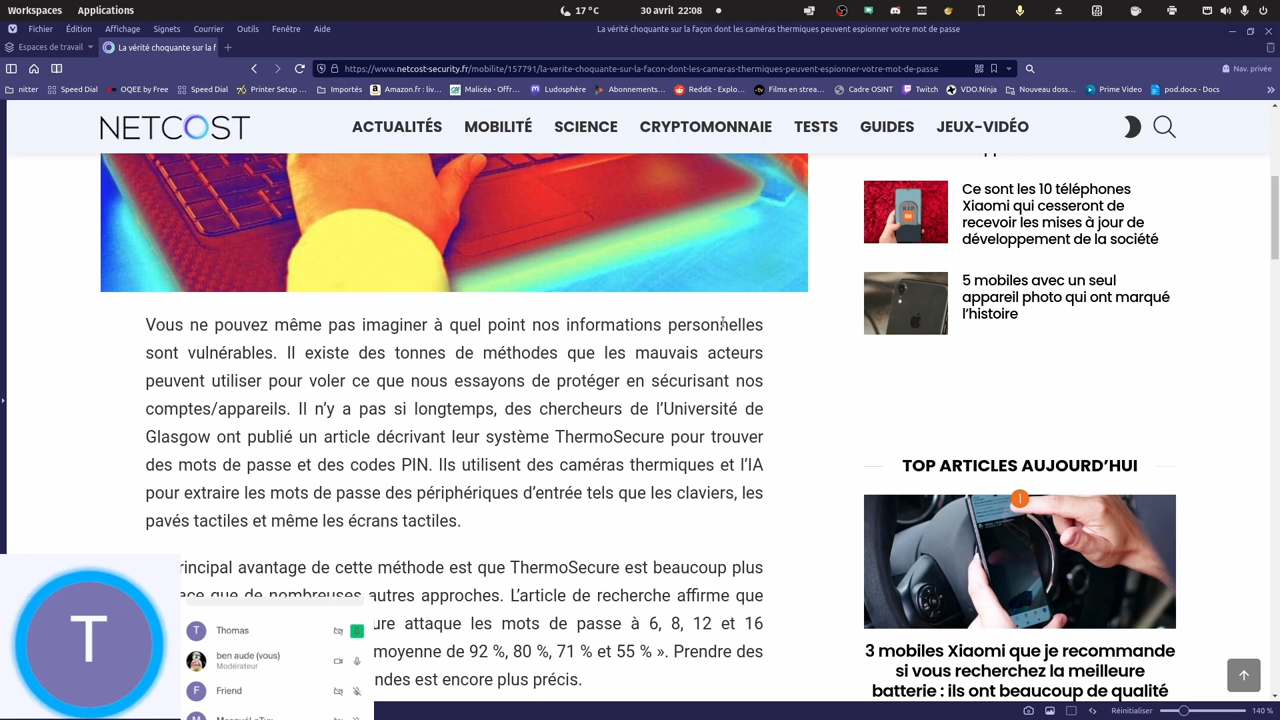 Workspaces
Applications
17°C
30 avril 22:08
Fichier Édition Affichage Signets Courrier Outils Fenêtre Aide
La vérité choquante sur la façon dont les caméras thermiques peuvent espionner votre mot de passe
Espaces de travail
La vérité choquante sur la f
https://www.netcost-security.fr/mobilite/157791/la-verite-choquante-sur-la-facon-dont-les-cameras-thermiques-peuvent-espionner-votre-mot-de-passe
Nav. privée
nitter
Speed Dial
OQEE by Free
Speed Dial
Printer Setup ...
Importés
Amazon.fr : liv...
Malicéa - Offr...
Ludosphère
Abonnements...
Reddit - Explo...
Films en strea...
Cadre OSINT
Twitch
VDO.Ninja
Nouveau doss...
Prime Video
pod.docx - Docs
NETCOST
ACTUALITÉS MOBILITÉ SCIENCE CRYPTOMONNAIE TESTS GUIDES JEUX-VIDÉO
Ce sont les 10 téléphones
Xiaomi qui cesseront de
recevoir les mises à jour de
développement de la société
5 mobiles avec un seul
appareil photo qui ont marqué
l'histoire
Vous ne pouvez même pas imaginer à quel point nos informations personnelles
sont vulnérables. Il existe des tonnes de méthodes que les mauvais acteurs
peuvent utiliser pour voler ce que nous essayons de protéger en sécurisant nos
comptes/appareils. Il n'y a pas si longtemps, des chercheurs de l'Université de
Glasgow ont publié un article décrivant leur système ThermoSecure pour trouver
des mots de passe et des codes PIN. Ils utilisent des caméras thermiques et l'IA
pour extraire les mots de passe des périphériques d'entrée tels que les claviers, les
pavés tactiles et même les écrans tactiles.
rincipal avantage de cette méthode est que ThermoSecure est beaucoup plus
ace que de nombreuses autres approches. L'article de recherche affirme que
ure attaque les mots de passe à 6, 8, 12 et 16
moyenne de 92 %, 80 %, 71 % et 55 % ». Prendre des
ndes est encore plus précis.
TOP ARTICLES AUJOURD'HUI
1
3 mobiles Xiaomi que je recommande
si vous recherchez la meilleure
batterie : ils ont beaucoup de qualité
T
T Thomas
ben aude (vous)
Modérateur
F Friend
Réinitialiser
140 %